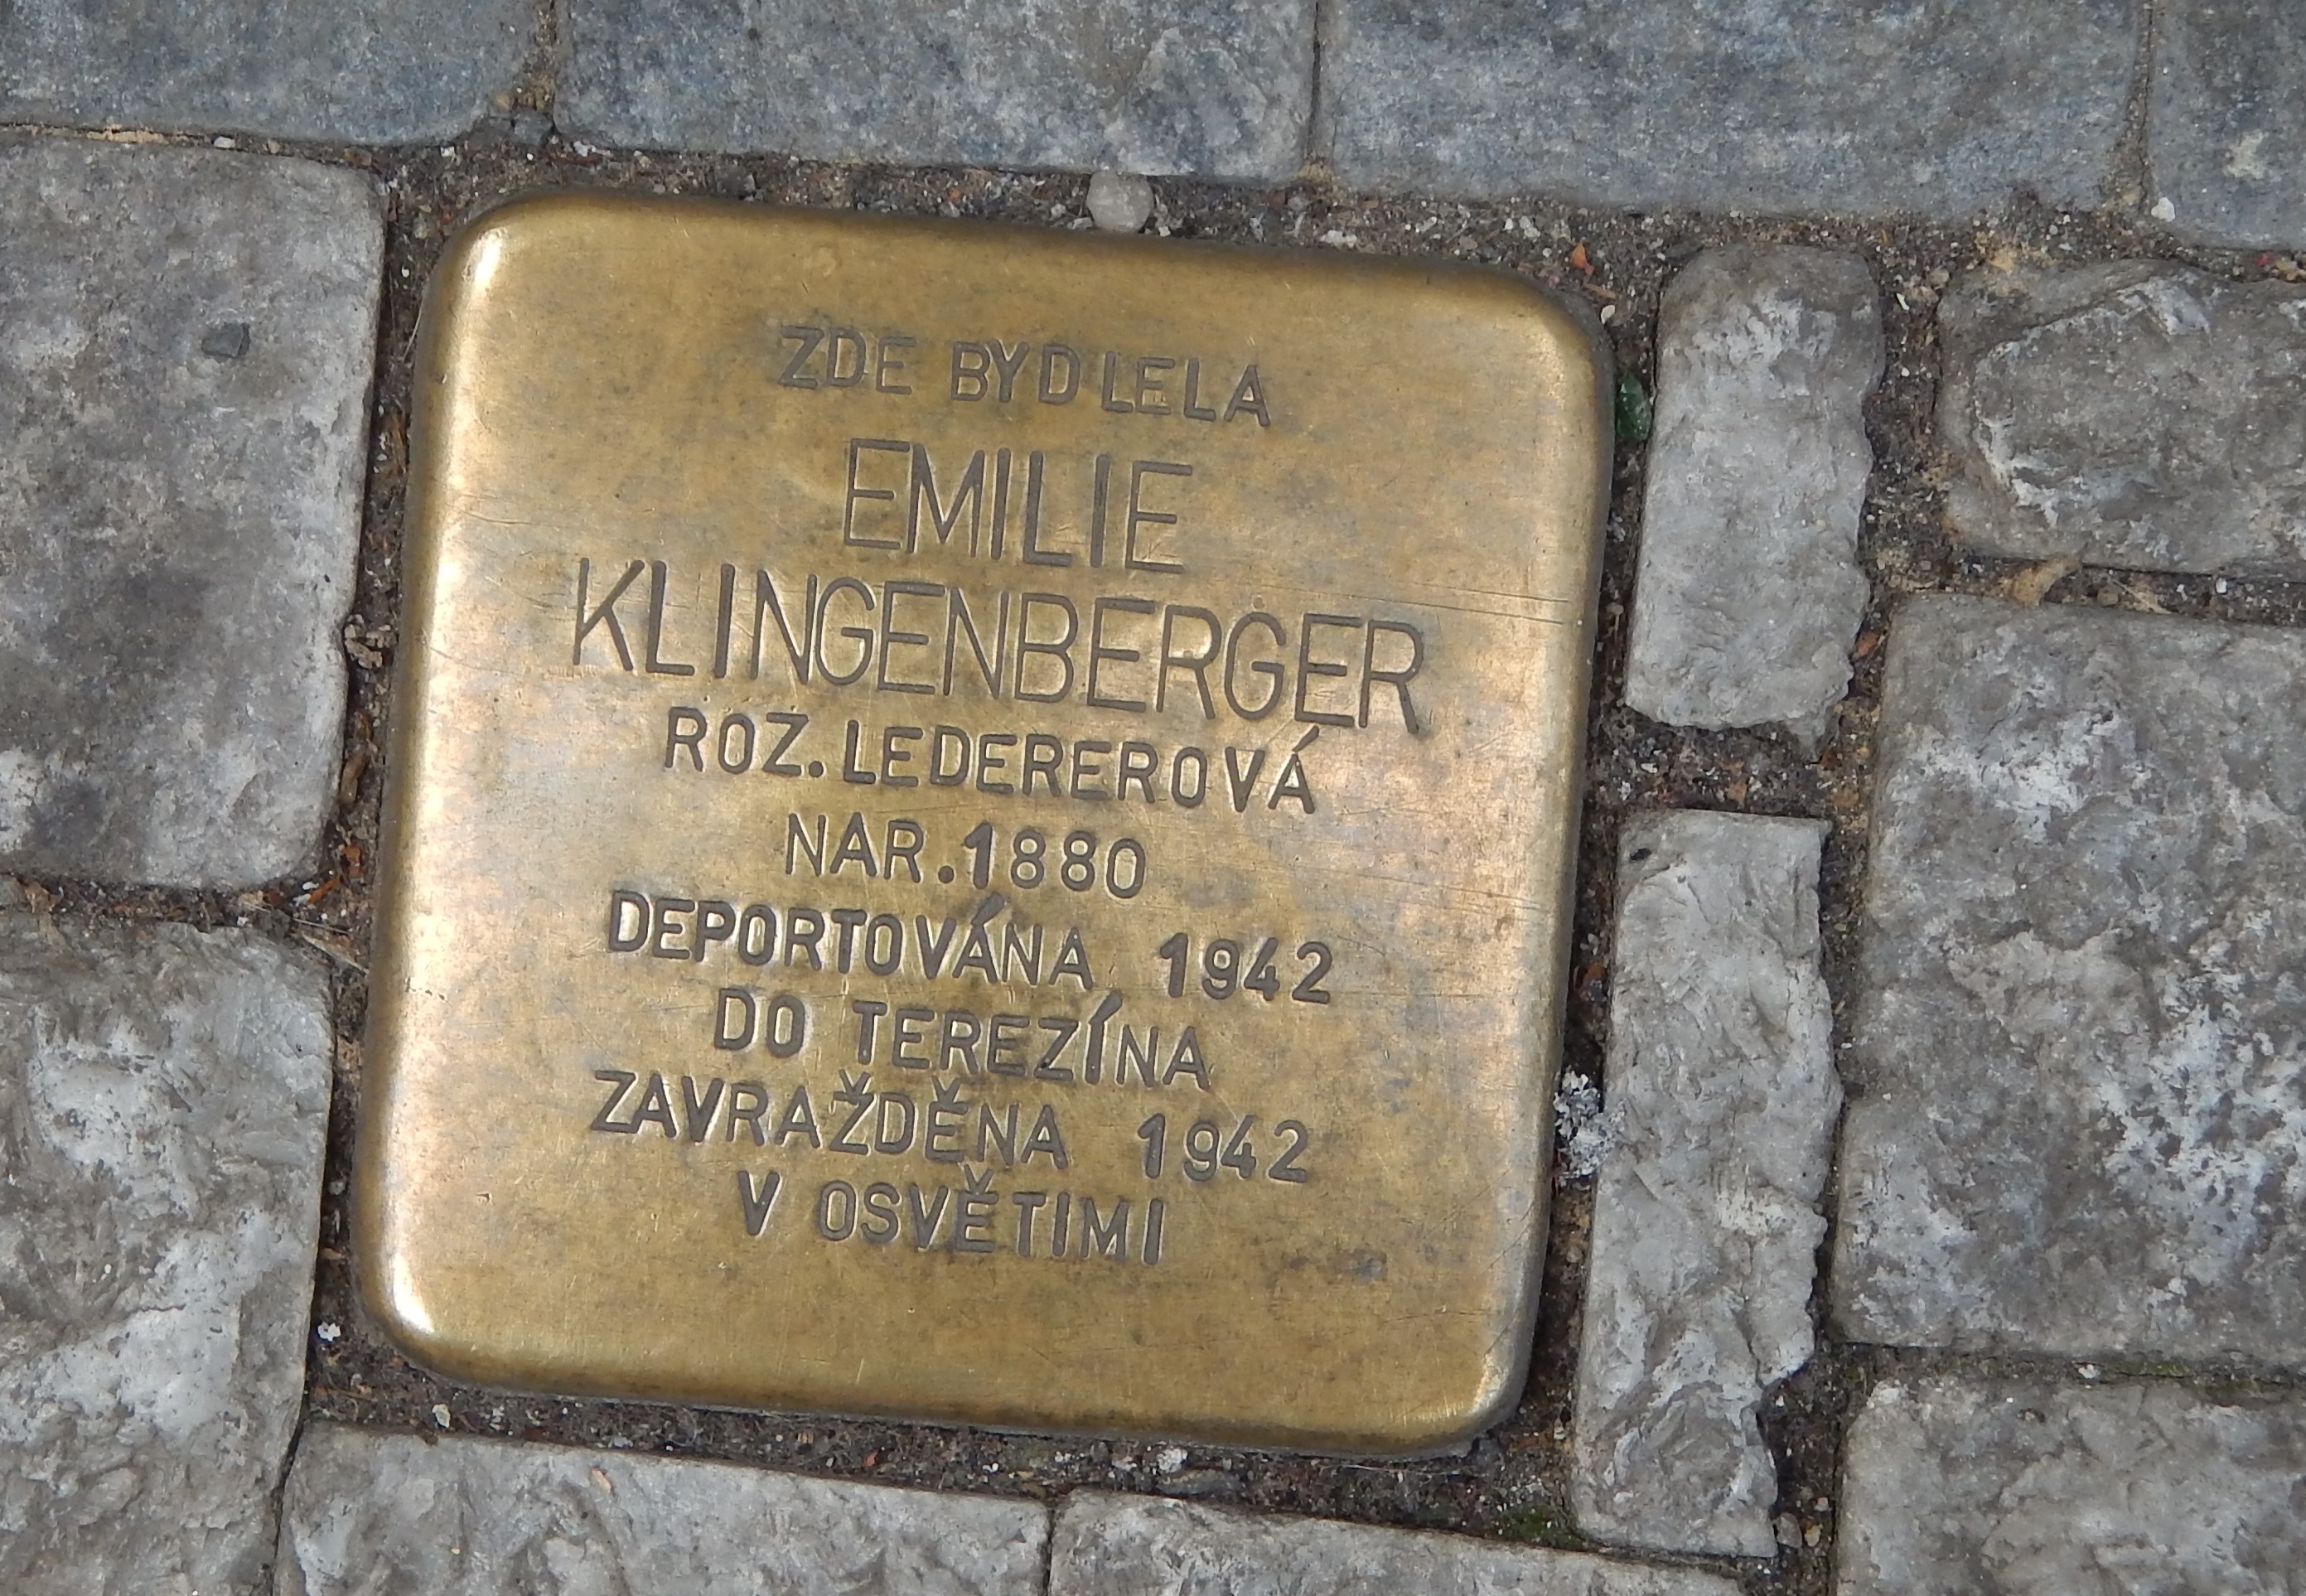 ZDE BYDLELA
EMILIE
KLINGENBERGER
ROZ. LEDEREROVÁ
NAR. 1880
DEPORTOVÁNA 1942
DO TEREZÍNA
ZAVRAŽDĚNA 1942
V OSVĚTIMI